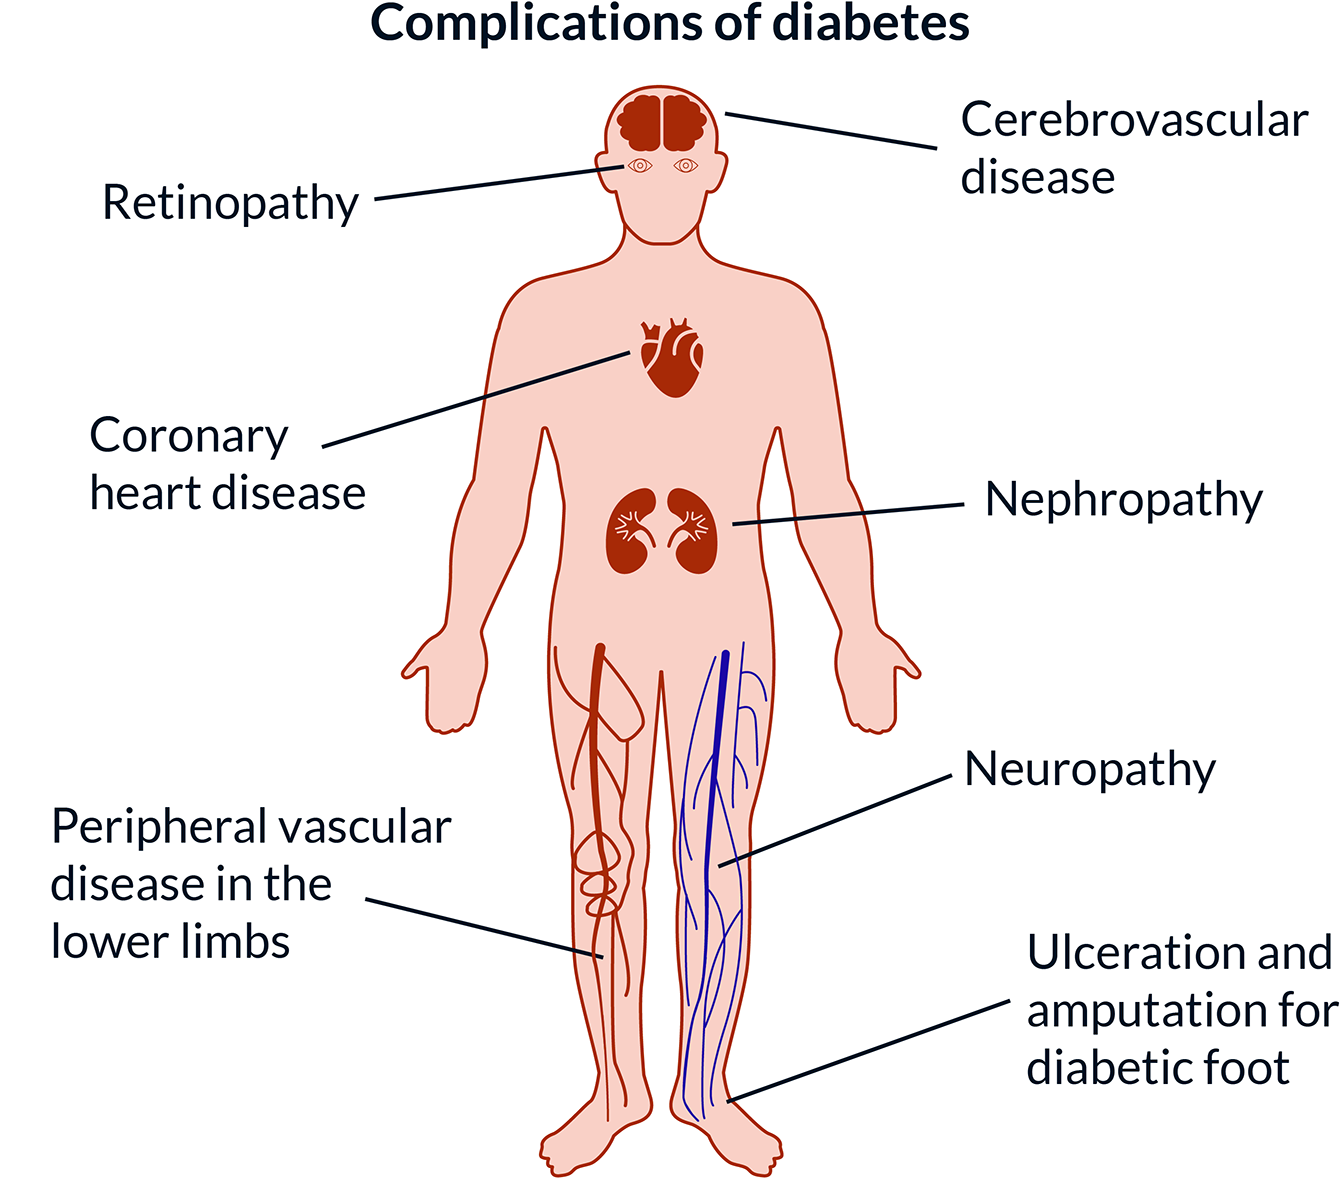 Complications of diabetes
Cerebrovascular
disease
Retinopathy
Coronary
heart disease
Nephropathy
Neuropathy
Peripheral vascular
disease in the
lower limbs
Ulceration and
amputation for
diabetic foot